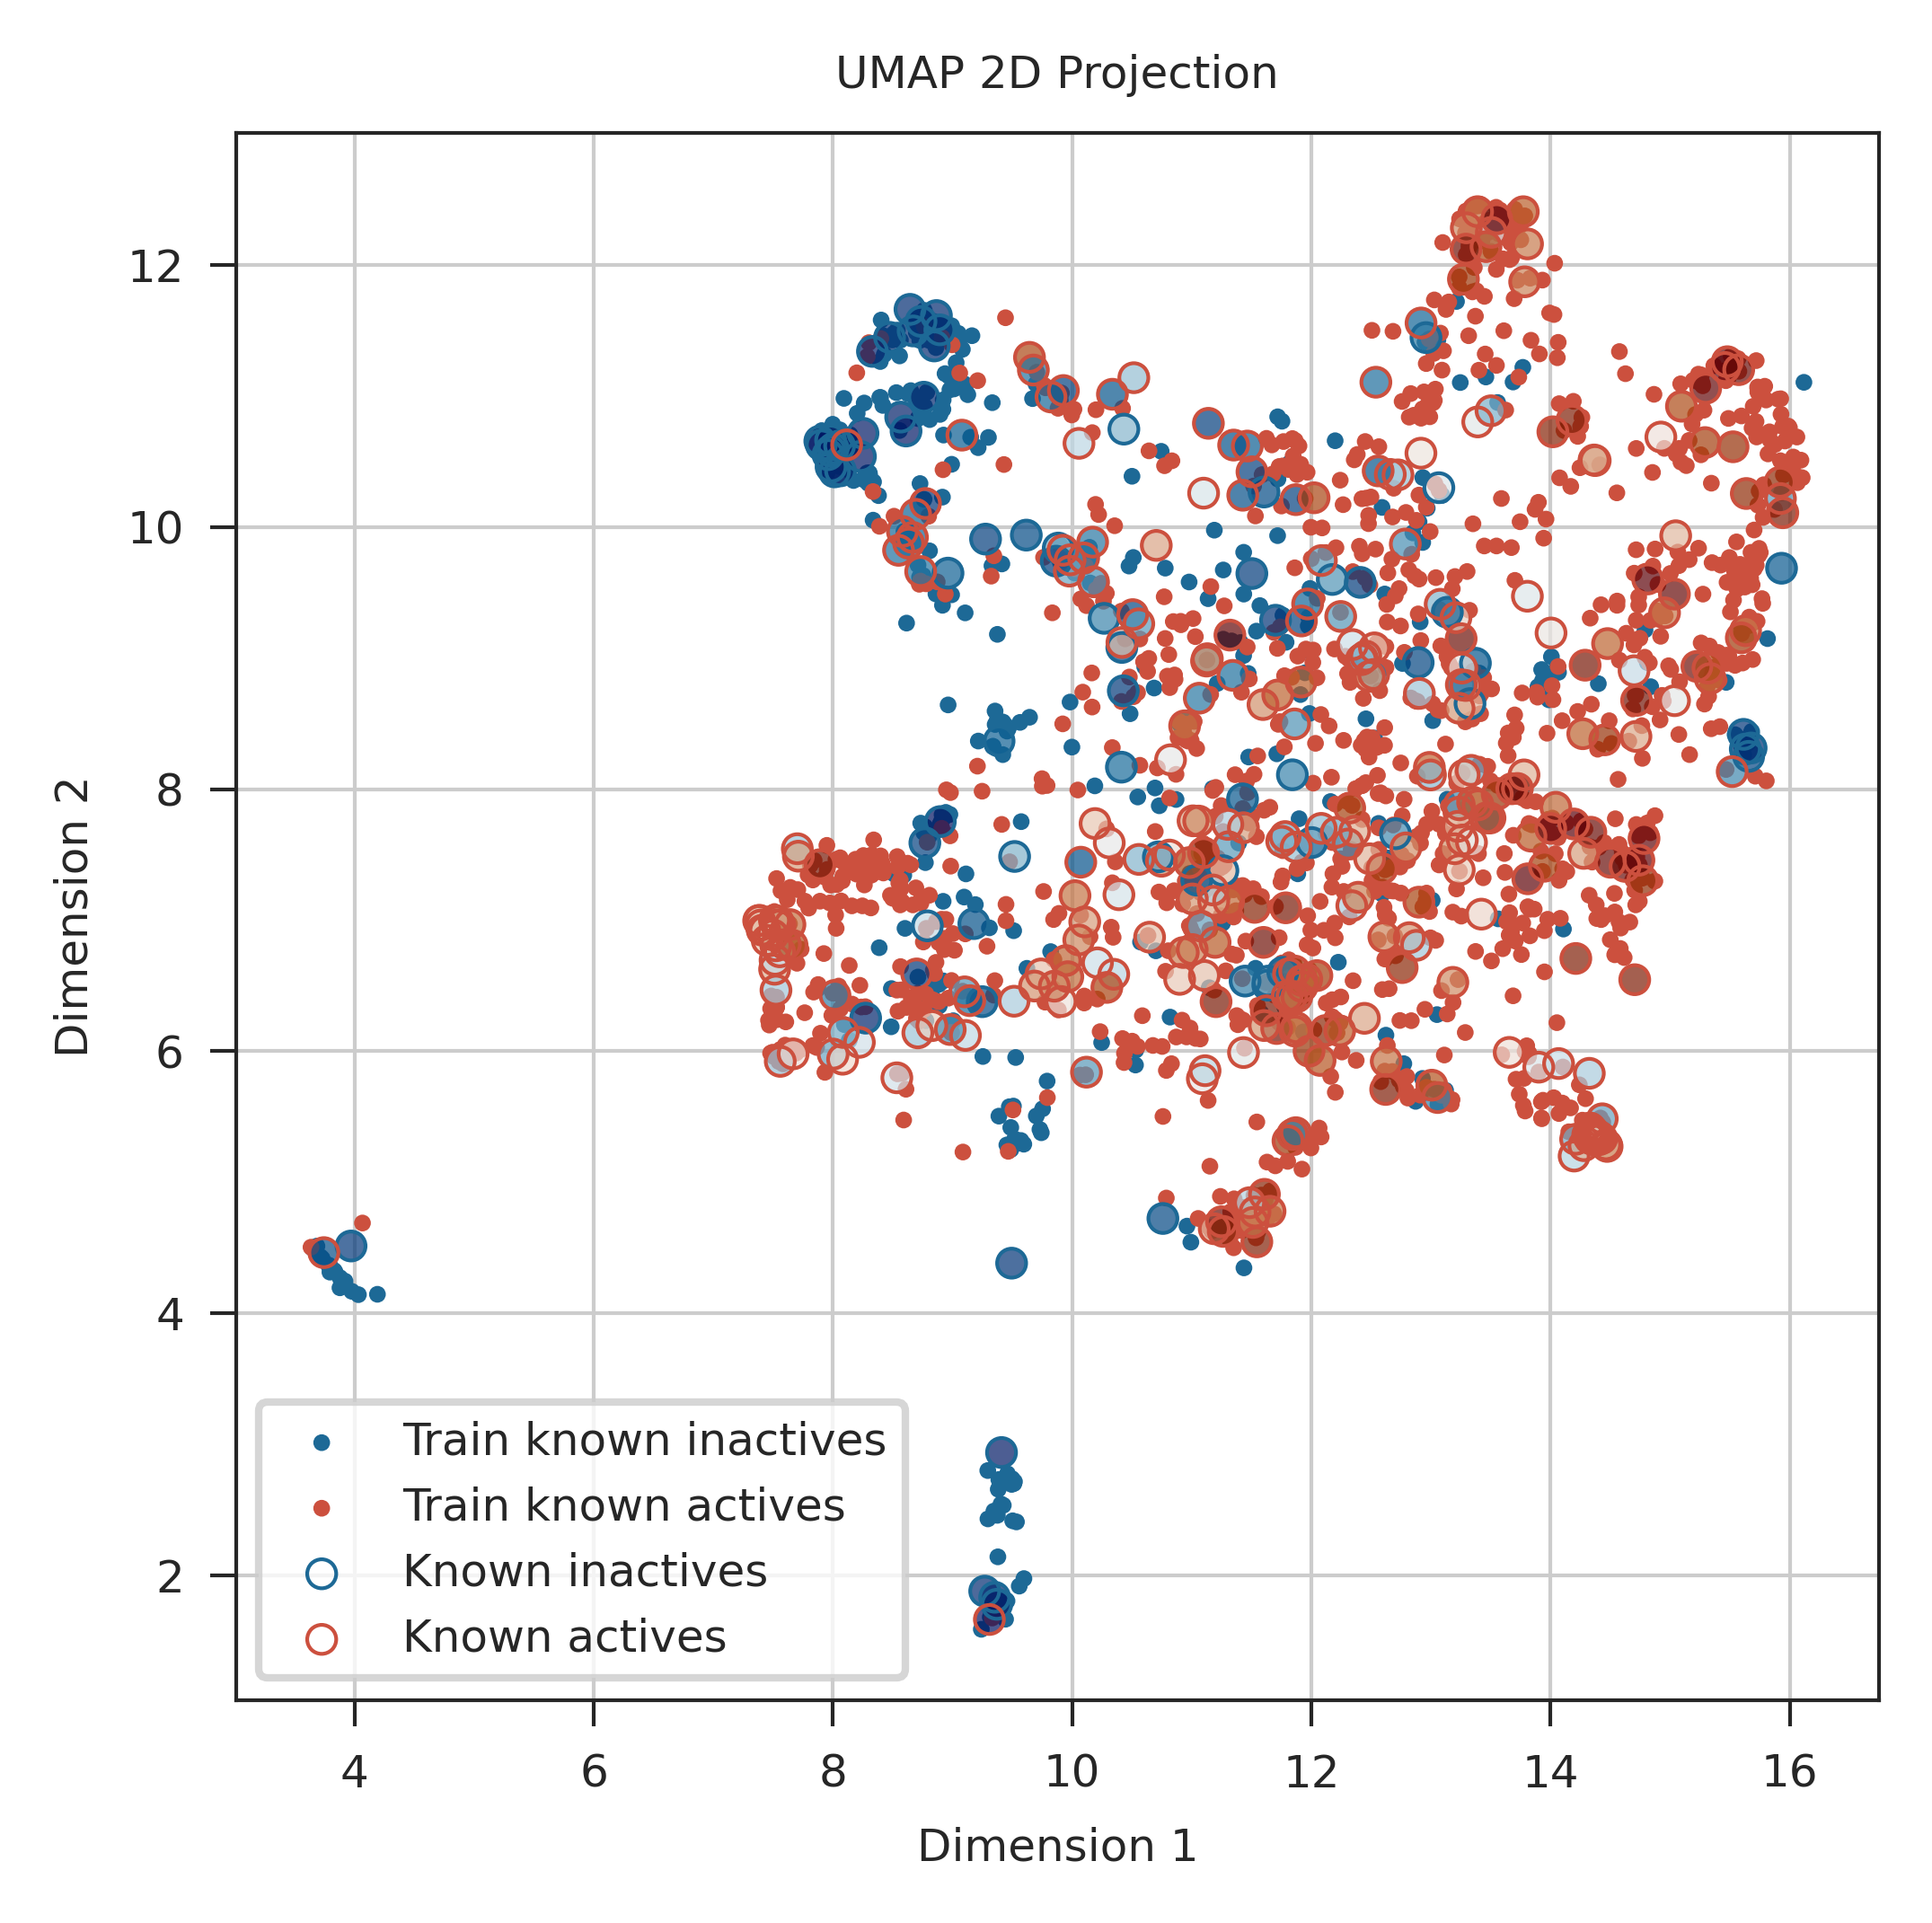 UMAP 2D Projection
12
10
8
6
4
2
Dimension 2
Train known inactives
Train known actives
Known inactives
Known actives
4 6 8 10 12 14 16
Dimension 1